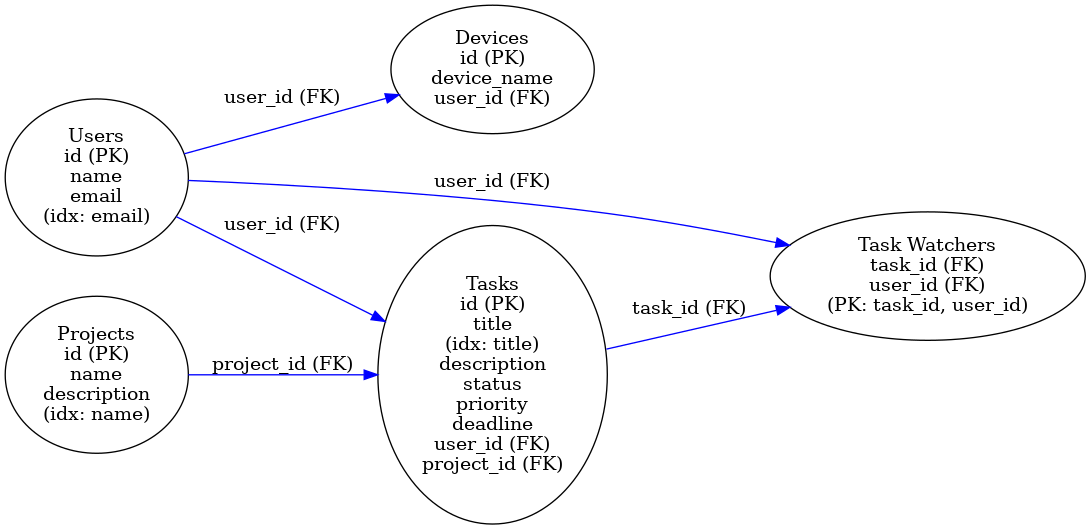 Devices
id (PK)
device_name
user_id (FK)
user_id (FK)
Users
id (PK)
name
email
(idx: email)
user_id (FK)
user_id (FK)
Task Watchers
task_id (FK)
user_id (FK)
(PK: task_id, user_id)
Tasks
id (PK)
title
(idx: title)
description
status
priority
deadline
user_id (FK)
project_id (FK)
task_id (FK)
Projects
id (PK)
name
description
(idx: name)
project_id (FK)